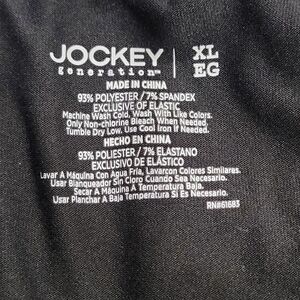 JOCKEY
generation™
XL
EG
MADE IN CHINA
93% POLYESTER / 7% SPANDEX
EXCLUSIVE OF ELASTIC
Machine Wash Cold, Wash With Like Colors.
Only Non-chlorine Bleach When Needed.
Tumble Dry Low. Use Cool Iron if Needed.
HECHO EN CHINA
93% POLIESTER / 7% ELASTANO
EXCLUSIVO DE ELÁSTICO
Lavar A Máquina Con Agua Fría, Lavarcon Colores Similares.
Usar Blanqueador Sin Cloro Cuando Sea Necesario.
Secar A Máquina A Temperatura Baja.
Usar Planchar A Baja Temperatura Si Es Necesario.
RN#61683